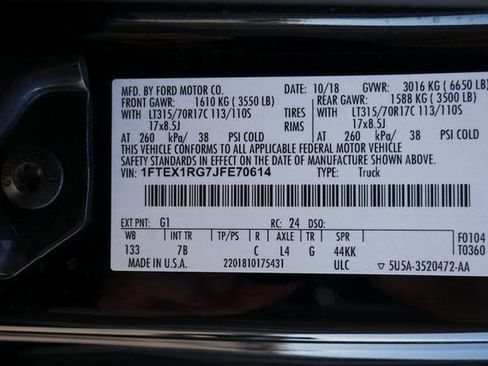 MFD. BY FORD MOTOR CO. 10/18 GVWR: 3016 KG ( 6650 LB)
FRONT GAWR: 1610 KG ( 3550 LB) REAR GAWR: 1588 KG ( 3500 LB)
LT315/70R17C 113/110S TIRES LT315/70R17C 113/110S
17x8.5J RIMS 17x8.5J
AT 260 kPa/ 38 PSI COLD AT 260 kPa/ 38 PSI COLD
THIS VEHICLE CONFORMS TO ALL APPLICABLE FEDERAL MOTOR VEHICLE
SAFETY STANDARDS IN EFFECT ON THE DATE OF MANUFACTURE SHOWN ABOVE.
VIN: 1FTEX1RG7JFE70614 TYPE: Truck
EXT PNT: G1 RC: 24 DSO:
WB INT TR TP/PS R AXLE TR SPR F0104
133 7B C L4 G 44KK T0360
MADE IN U.S.A. 2201810175431 ULC ▽ 5U5A-3520472-AA